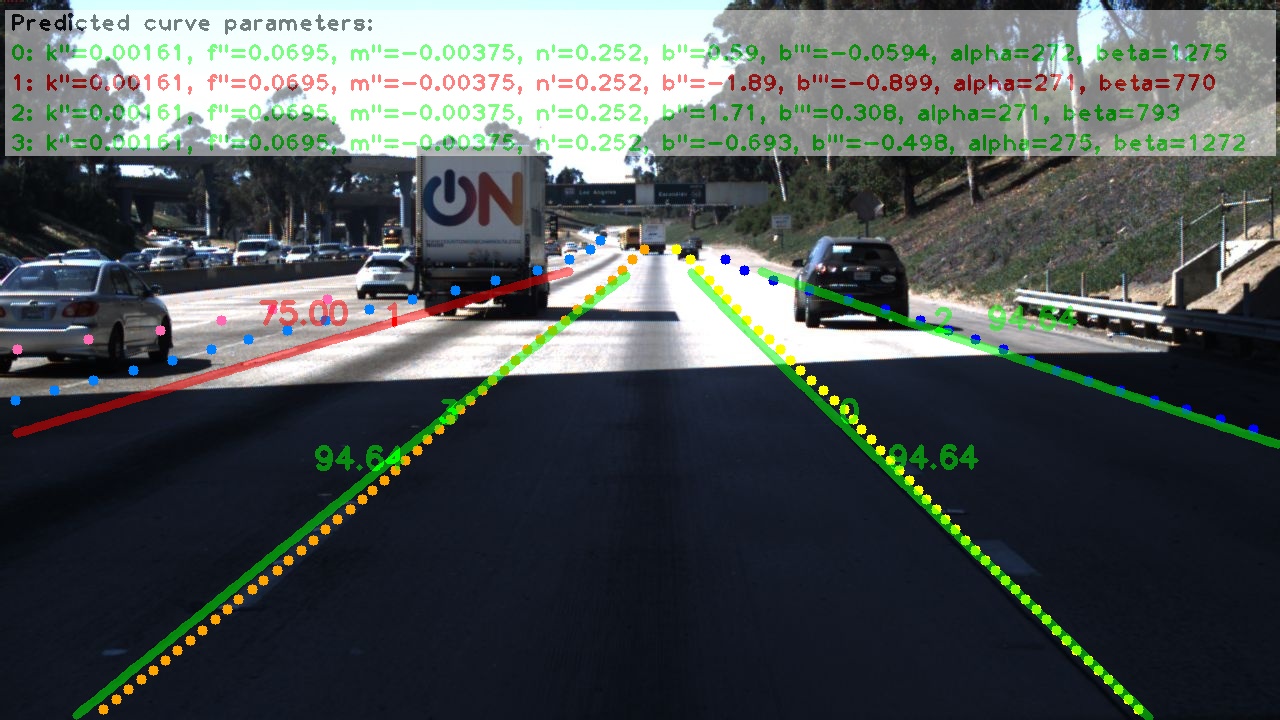 Predicted curve parameters:
0: k''=0.00161, f''=0.0695, m''=-0.00375, n'=0.252, b''=0.59, b'''=-0.0594, alpha=272, beta=1275
1: k''=0.00161, f''=0.0695, m''=-0.00375, n'=0.252, b''=-1.89, b'''=-0.899, alpha=271, beta=770
2: k''=0.00161, f''=0.0695, m''=-0.00375, n'=0.252, b''=1.71, b'''=0.308, alpha=271, beta=793
3: k''=0.00161, f''=0.0695, m''=-0.00375, n'=0.252, b''=-0.693, b'''=-0.498, alpha=275, beta=1272
ON
Los Angeles
Escondido
75.00 1
2 94.64
3
0
94.64
94.64